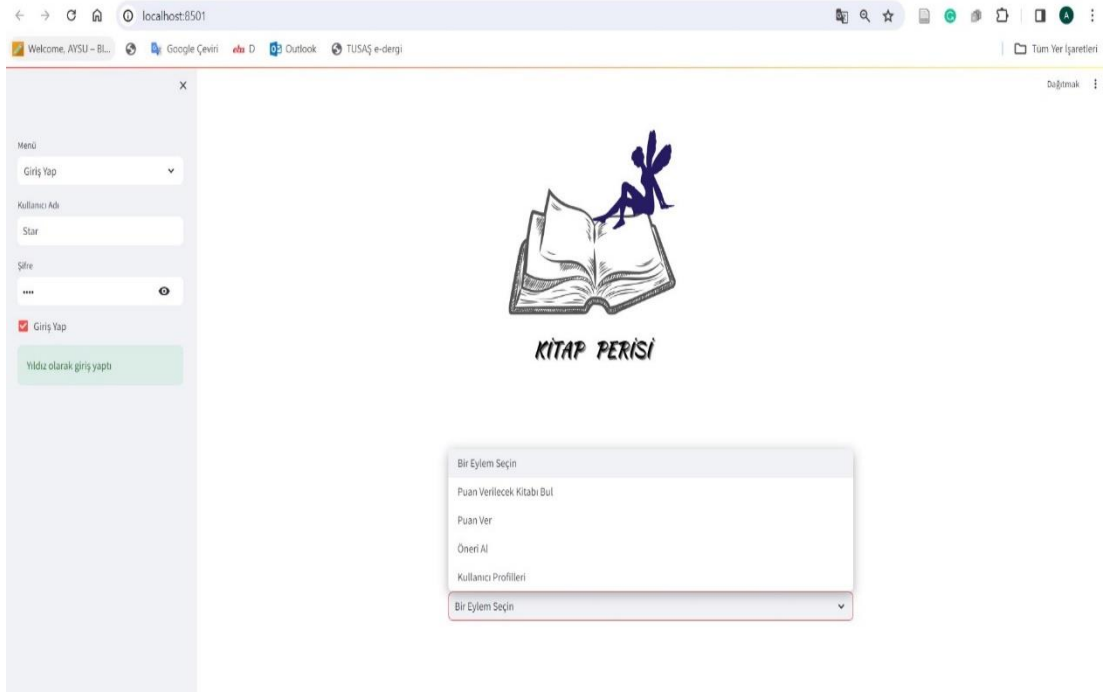 localhost:8501
Welcome, AYSU – Bl...
Google Çeviri
ebs D
Outlook
TUSAŞ e-dergi
Tüm Yer İşaretleri
Dağıtmak
Menü
Giriş Yap
Kullanıcı Adı
Star
Şifre
••••
Giriş Yap
Yıldız olarak giriş yaptı
KİTAP PERİSİ
Bir Eylem Seçin
Puan Verilecek Kitabı Bul
Puan Ver
Öneri Al
Kullanıcı Profilleri
Bir Eylem Seçin